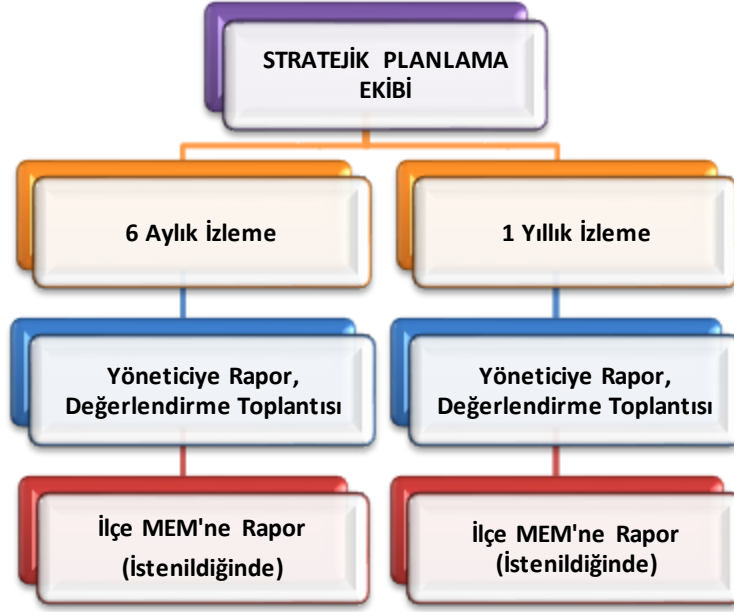 STRATEJİK PLANLAMA
EKİBİ
6 Aylık İzleme
1 Yıllık İzleme
Yöneticiye Rapor,
Değerlendirme Toplantısı
Yöneticiye Rapor,
Değerlendirme Toplantısı
İlçe MEM'ne Rapor
(İstenildiğinde)
İlçe MEM'ne Rapor
(İstenildiğinde)